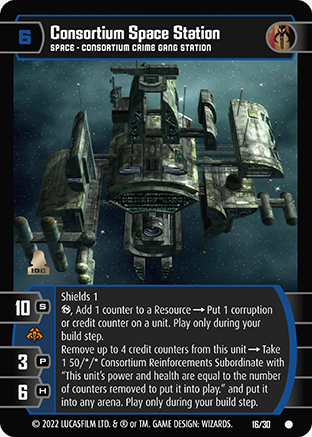 6 Consortium Space Station
SPACE - CONSORTIUM CRIME GANG STATION
IDC
10 S
3 P
6 H
Shields 1
, Add 1 counter to a Resource → Put 1 corruption
or credit counter on a unit. Play only during your
build step.
Remove up to 4 credit counters from this unit → Take
1 50/*/* Consortium Reinforcements Subordinate with
“This unit’s power and health are equal to the number
of counters removed to put it into play.” and put it
into any arena. Play only during your build step.
© 2022 LUCASFILM LTD. & ® or TM. GAME DESIGN: WIZARDS. 16/30